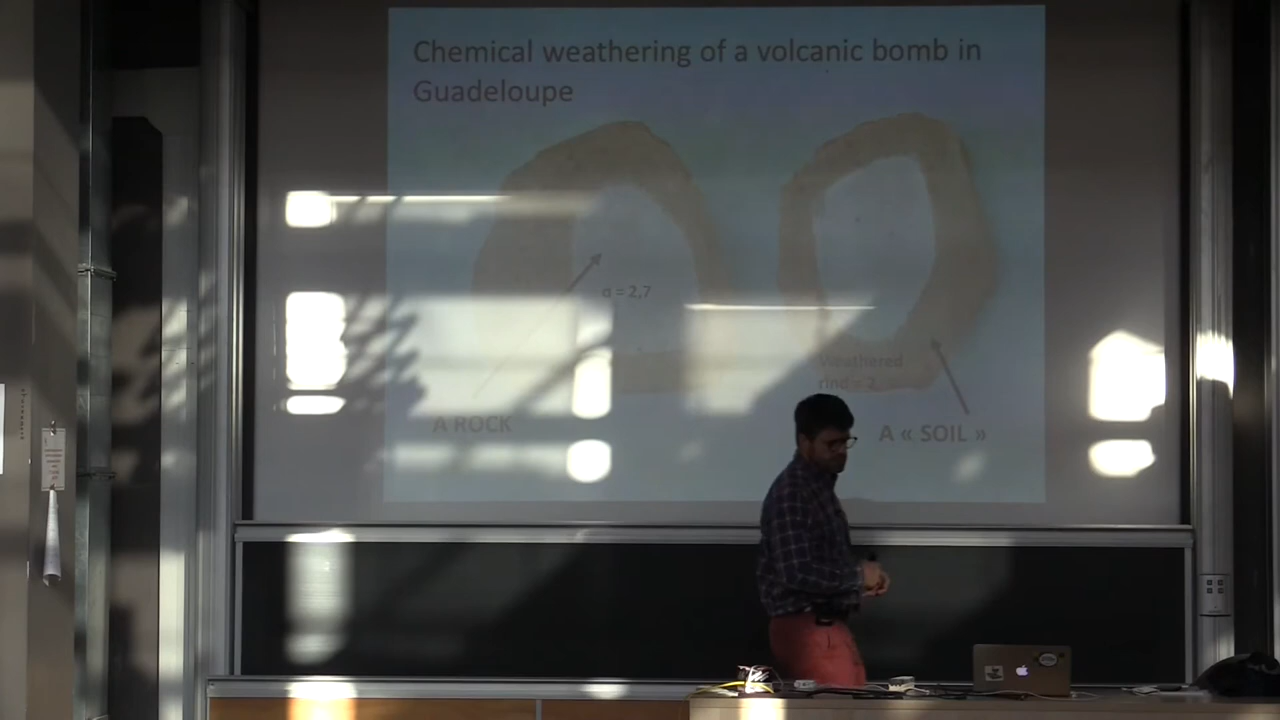 Chemical weathering of a volcanic bomb in
Guadeloupe
d = 2,7
Weathered
rind = 2
A ROCK
A « SOIL »